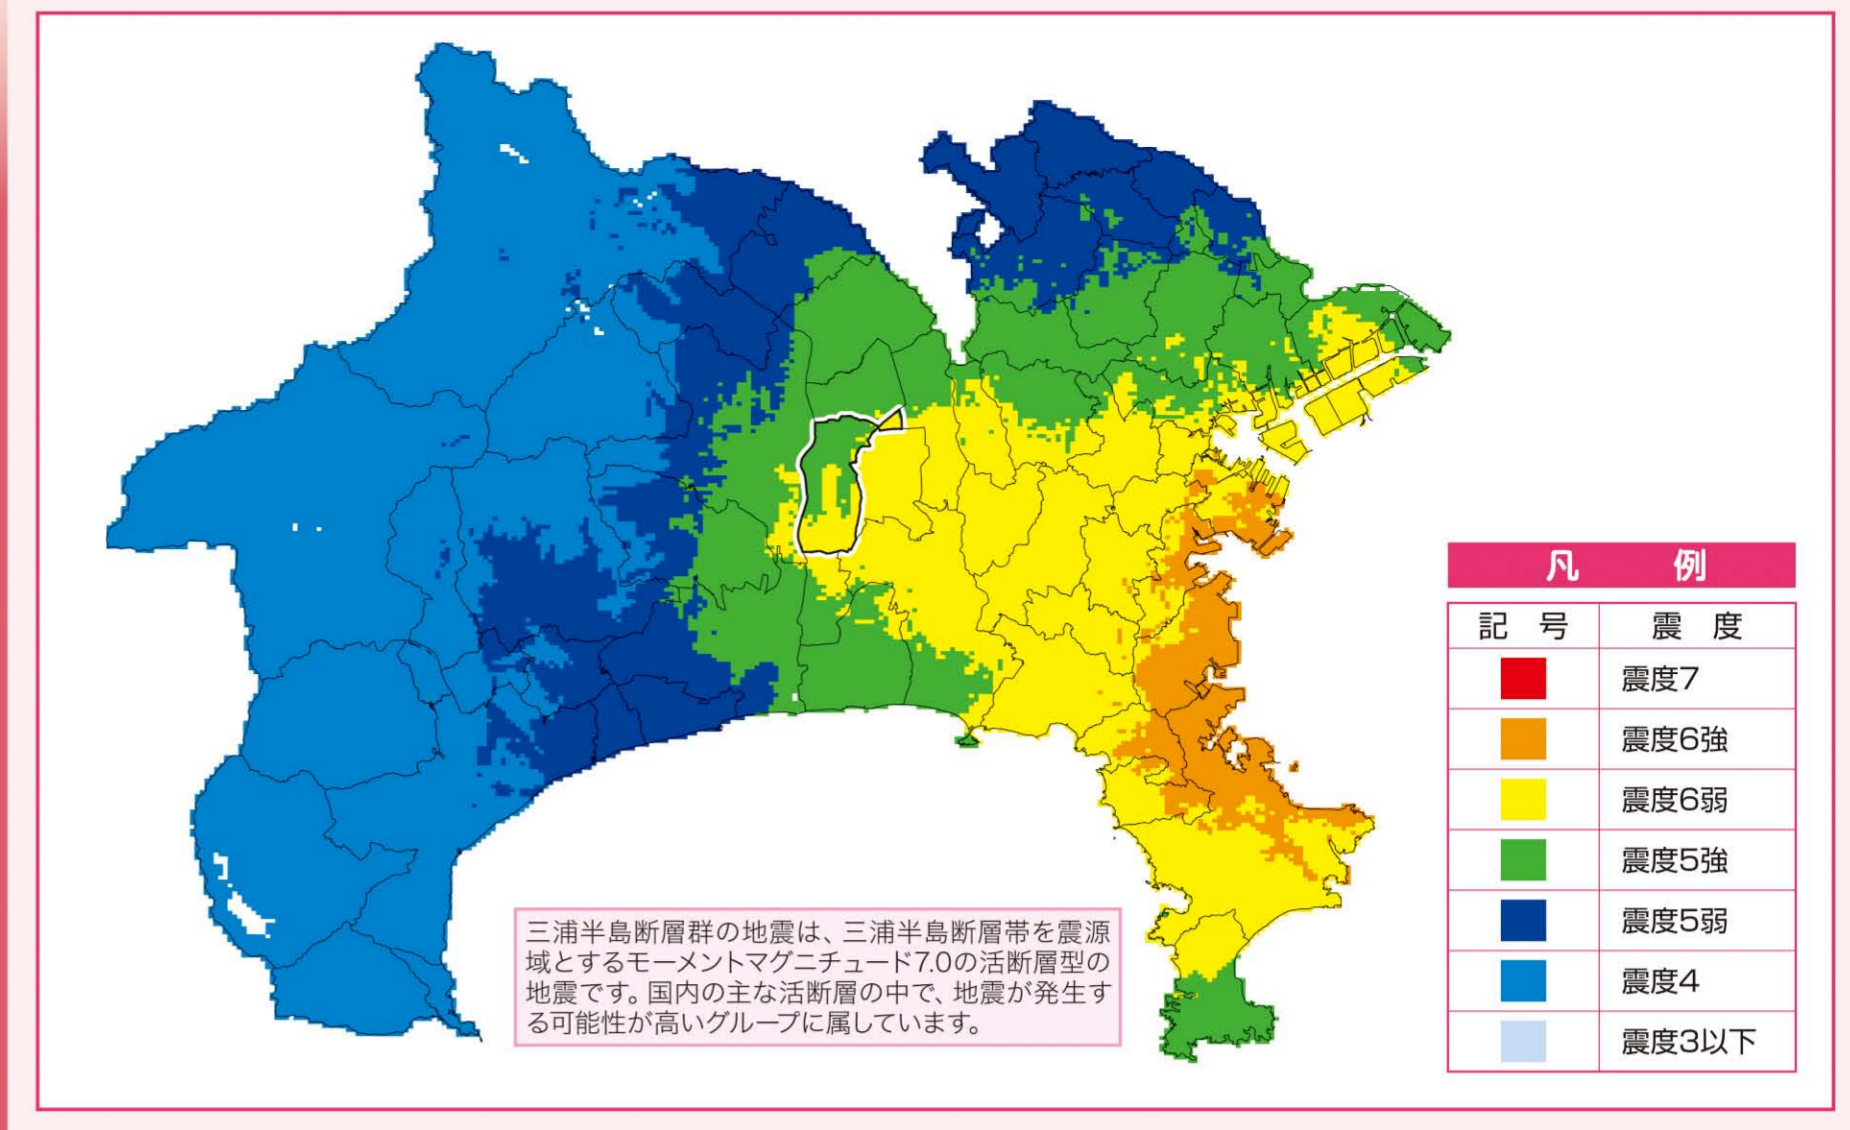 凡 例
記 号 震 度
震度7
震度6強
震度6弱
震度5強
震度5弱
震度4
震度3以下
三浦半島断層群の地震は、三浦半島断層帯を震源
域とするモーメントマグニチュード7.0の活断層型の
地震です。国内の主な活断層の中で、地震が発生す
る可能性が高いグループに属しています。